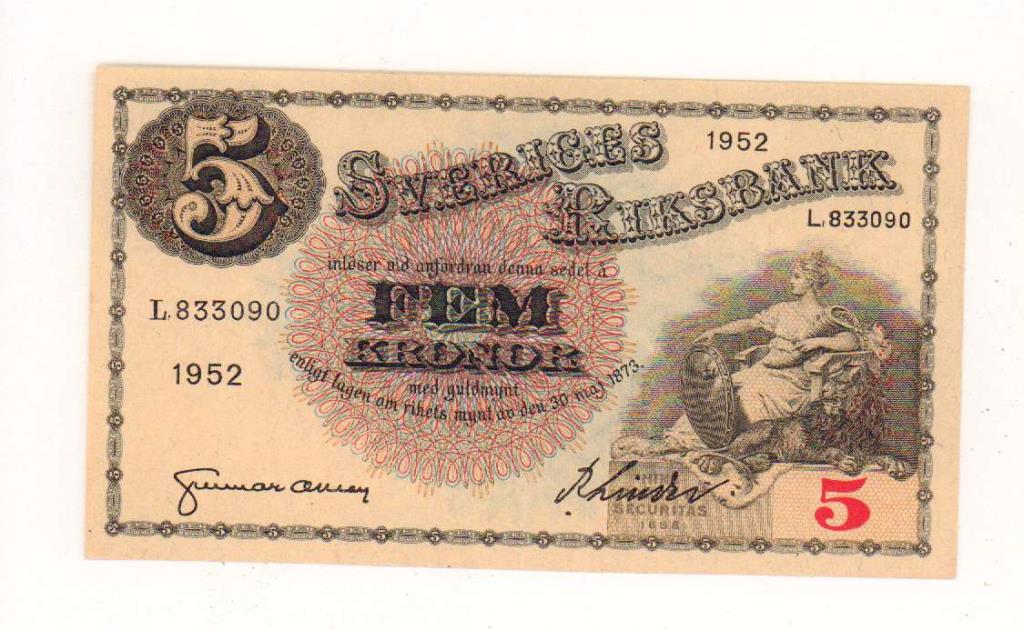 5
SVERIGES
RIKSBANK
1952
L,833090
inlöser vid anfordran denna sedel å
FEM
KRONOR
med guldmynt
enligt lagen om rikets mynt av den 30 maj 1873.
L,833090
1952
SECURITAS
1668
5